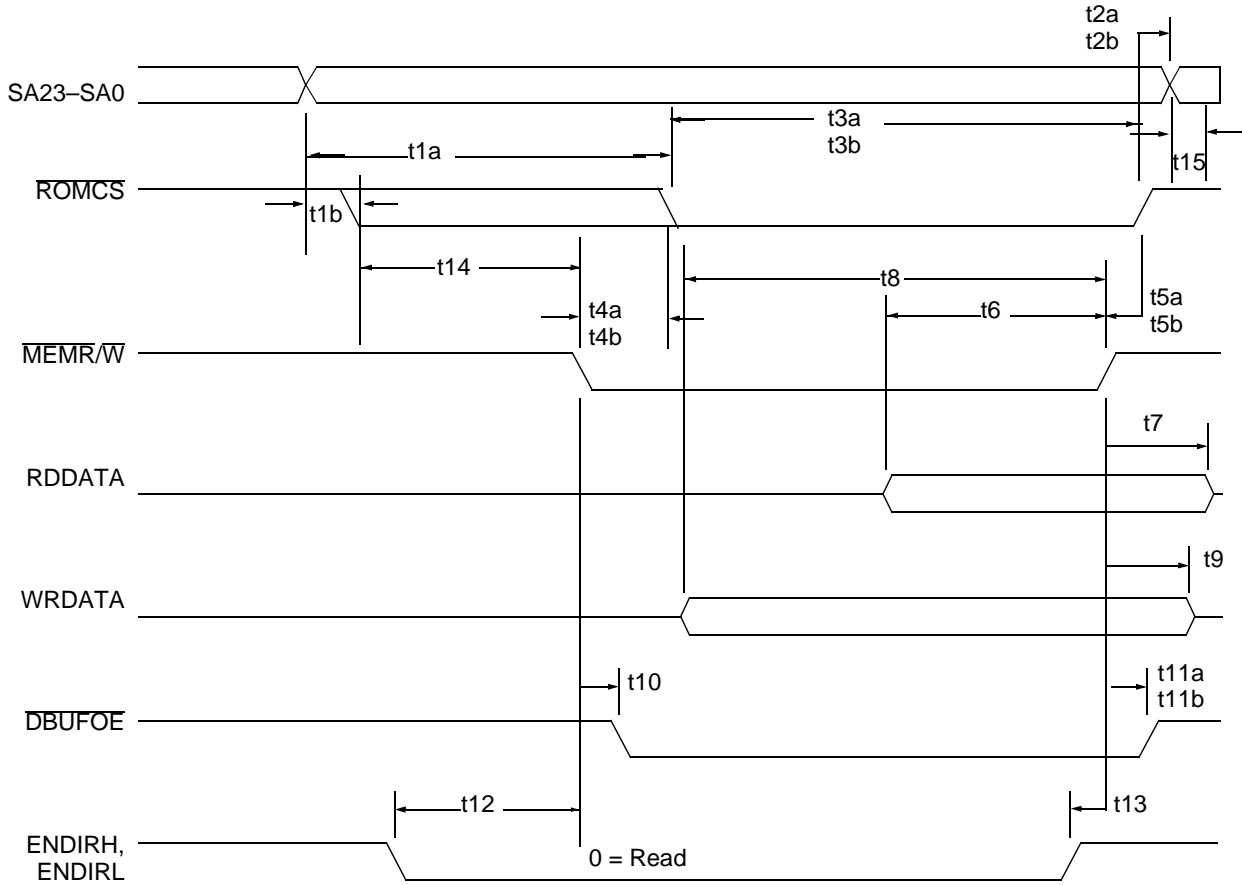 t2a
t2b
SA23–SA0
t3a
t3b
t1a
t15
ROMCS
t1b
t14
t8
t4a
t4b
t6
t5a
t5b
MEMR/W
t7
RDDATA
t9
WRDATA
t10
t11a
t11b
DBUFOE
t12
t13
ENDIRH,
ENDIRL
0 = Read